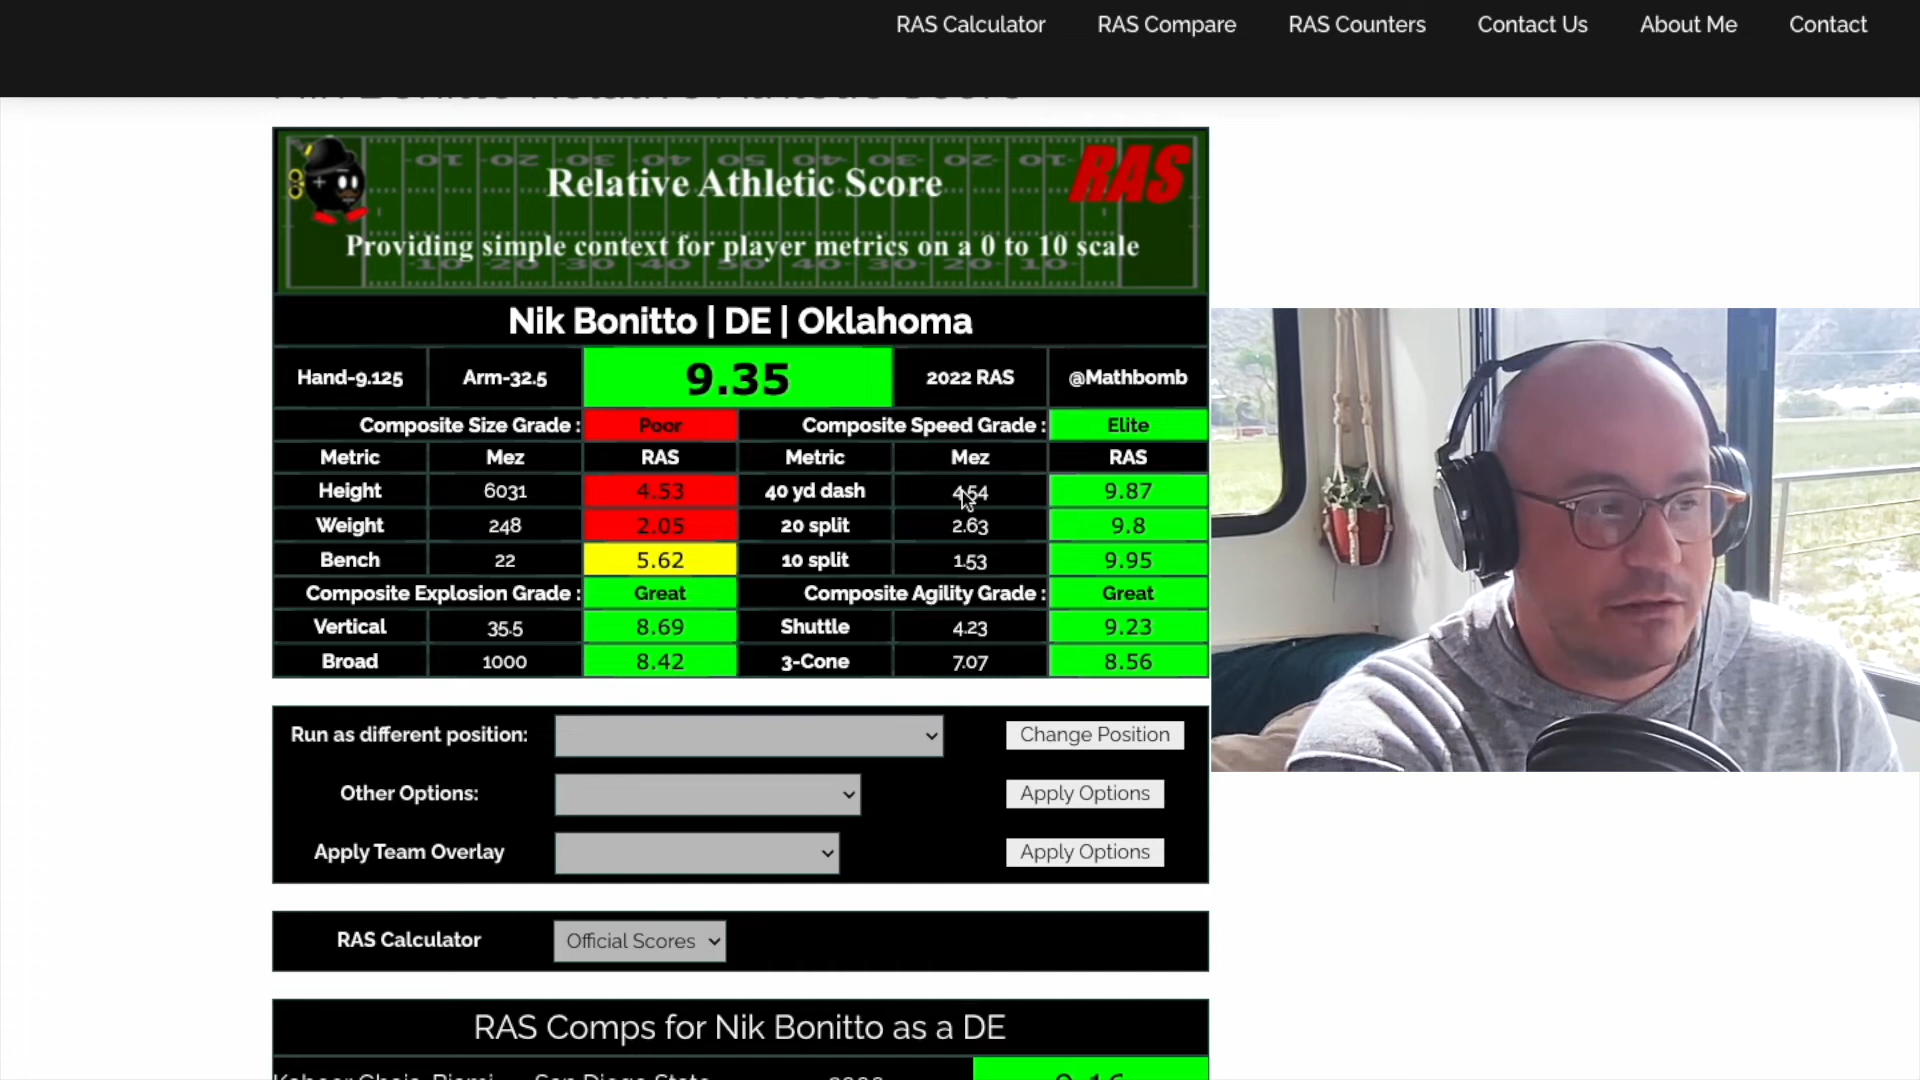 RAS Calculator RAS Compare RAS Counters Contact Us About Me Contact
RAS
Relative Athletic Score
Providing simple context for player metrics on a 0 to 10 scale
Nik Bonitto | DE | Oklahoma
Hand-9.125 Arm-32.5 9.35 2022 RAS @Mathbomb
Composite Size Grade : Poor Composite Speed Grade : Elite
Metric Mez RAS Metric Mez RAS
Height 6031 4.53 40 yd dash 4.54 9.87
Weight 248 2.05 20 split 2.63 9.8
Bench 22 5.62 10 split 1.53 9.95
Composite Explosion Grade : Great Composite Agility Grade : Great
Vertical 35.5 8.69 Shuttle 4.23 9.23
Broad 1000 8.42 3-Cone 7.07 8.56
Run as different position: Change Position
Other Options: Apply Options
Apply Team Overlay Apply Options
RAS Calculator Official Scores
RAS Comps for Nik Bonitto as a DE
San Diego State